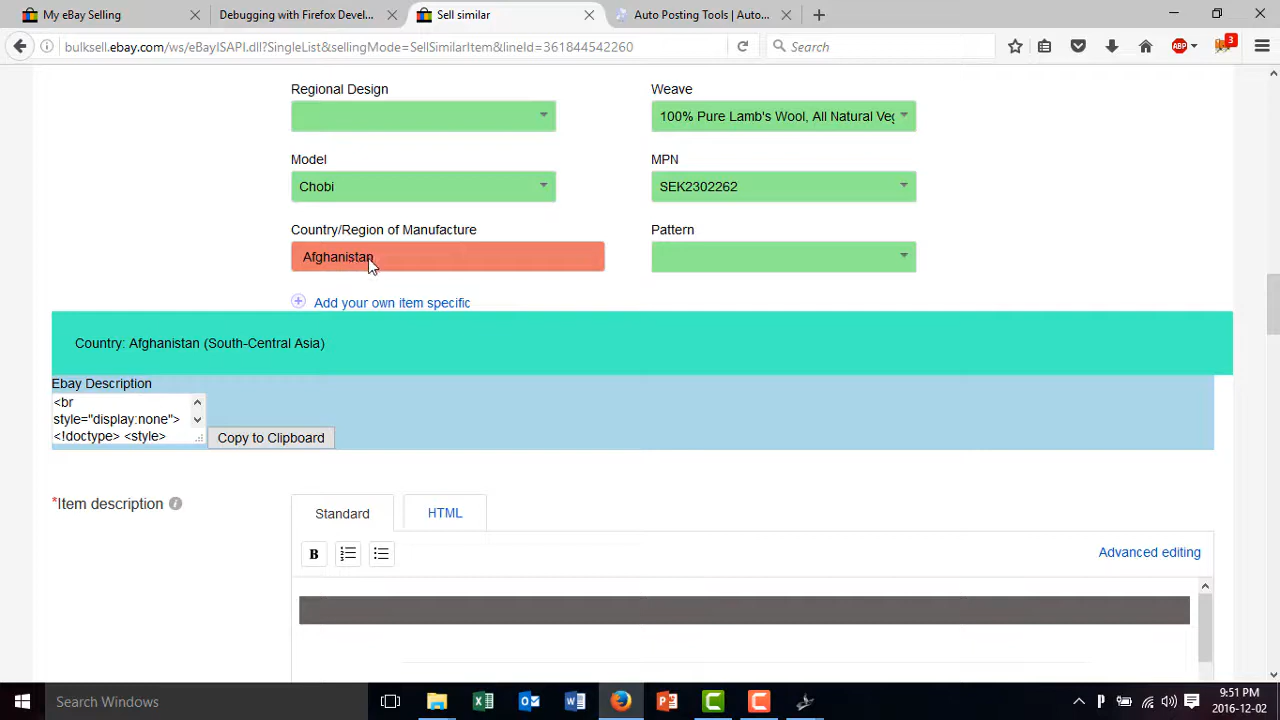 My eBay Selling
Debugging with Firefox Devel...
Sell similar
Auto Posting Tools | Auto...
bulksell.ebay.com/ws/eBayISAPI.dll?SingleList&sellingMode=SellSimilarItem&lineId=361844542260
Search
ABP
3
Regional Design
Weave
100% Pure Lamb's Wool, All Natural Veg
Model
MPN
Chobi
SEK2302262
Country/Region of Manufacture
Pattern
Afghanistan
Add your own item specific
Country: Afghanistan (South-Central Asia)
Ebay Description
<br
style="display:none">
<!doctype> <style>
Copy to Clipboard
*Item description
Standard
HTML
B
Advanced editing
Search Windows
9:51 PM
2016-12-02